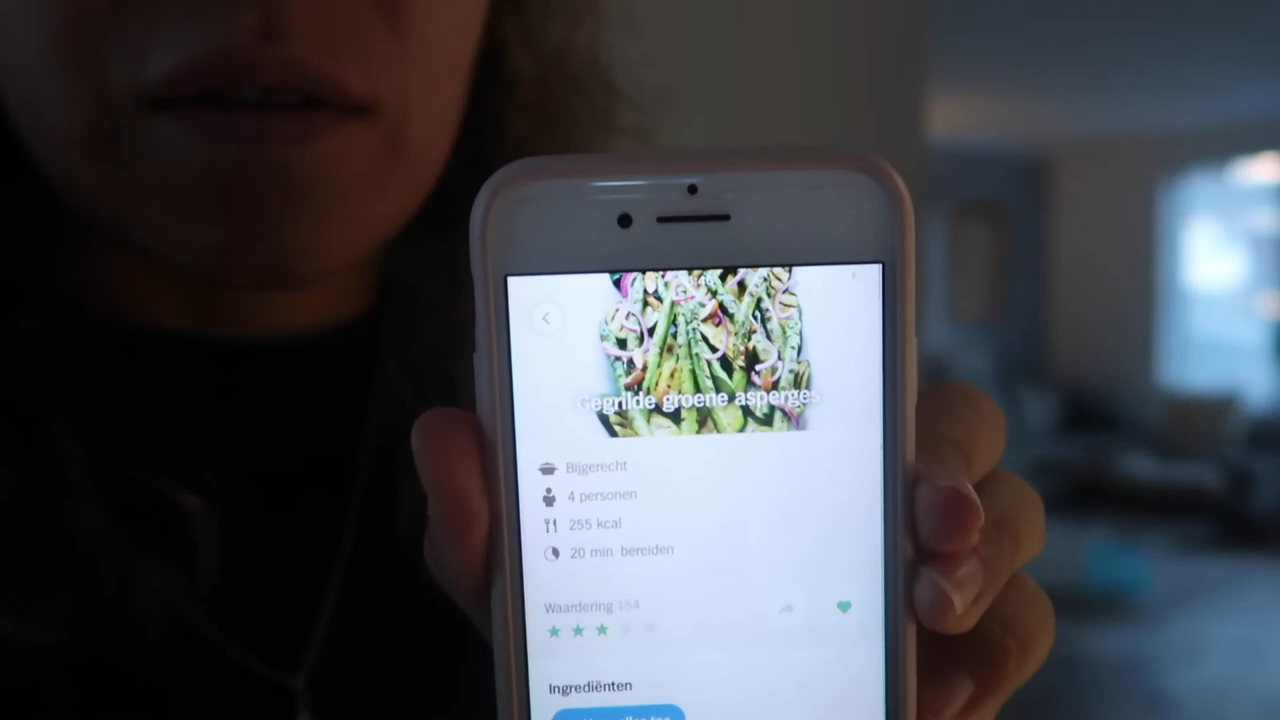 Gegrilde groene asperges
Bijgerecht
4 personen
255 kcal
20 min. bereiden
Waardering 154
Ingrediënten